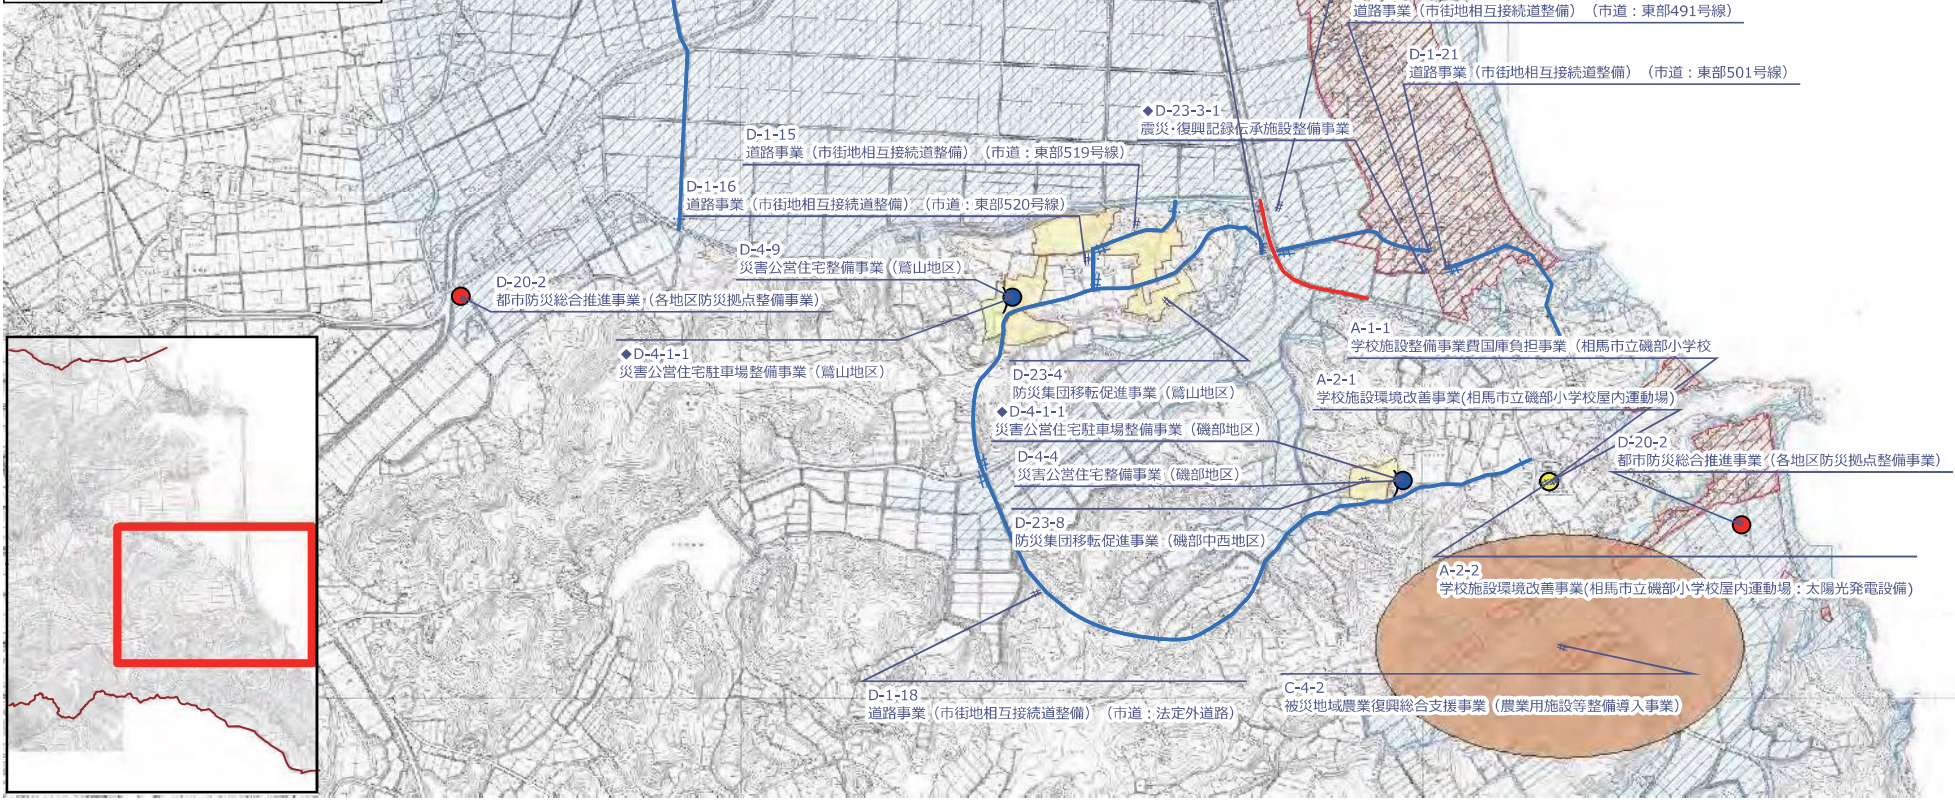 道路事業（市街地相互接続道整備）（市道：東部491号線）
D-1-21
道路事業（市街地相互接続道整備）（市道：東部501号線）
◆D-23-3-1
震災・復興記録伝承施設整備事業
D-1-15
道路事業（市街地相互接続道整備）（市道：東部519号線）
D-1-16
道路事業（市街地相互接続道整備）（市道：東部520号線）
D-4-9
災害公営住宅整備事業（鷲山地区）
D-20-2
都市防災総合推進事業（各地区防災拠点整備事業）
◆D-4-1-1
災害公営住宅駐車場整備事業（鷲山地区）
D-23-4
防災集団移転促進事業（鷲山地区）
A-1-1
学校施設整備事業費国庫負担事業（相馬市立磯部小学校
A-2-1
学校施設環境改善事業(相馬市立磯部小学校屋内運動場)
◆D-4-1-1
災害公営住宅駐車場整備事業（磯部地区）
D-4-4
災害公営住宅整備事業（磯部地区）
D-20-2
都市防災総合推進事業（各地区防災拠点整備事業）
D-23-8
防災集団移転促進事業（磯部中西地区）
A-2-2
学校施設環境改善事業(相馬市立磯部小学校屋内運動場：太陽光発電設備)
D-1-18
道路事業（市街地相互接続道整備）（市道：法定外道路）
C-4-2
被災地域農業復興総合支援事業（農業用施設等整備導入事業）